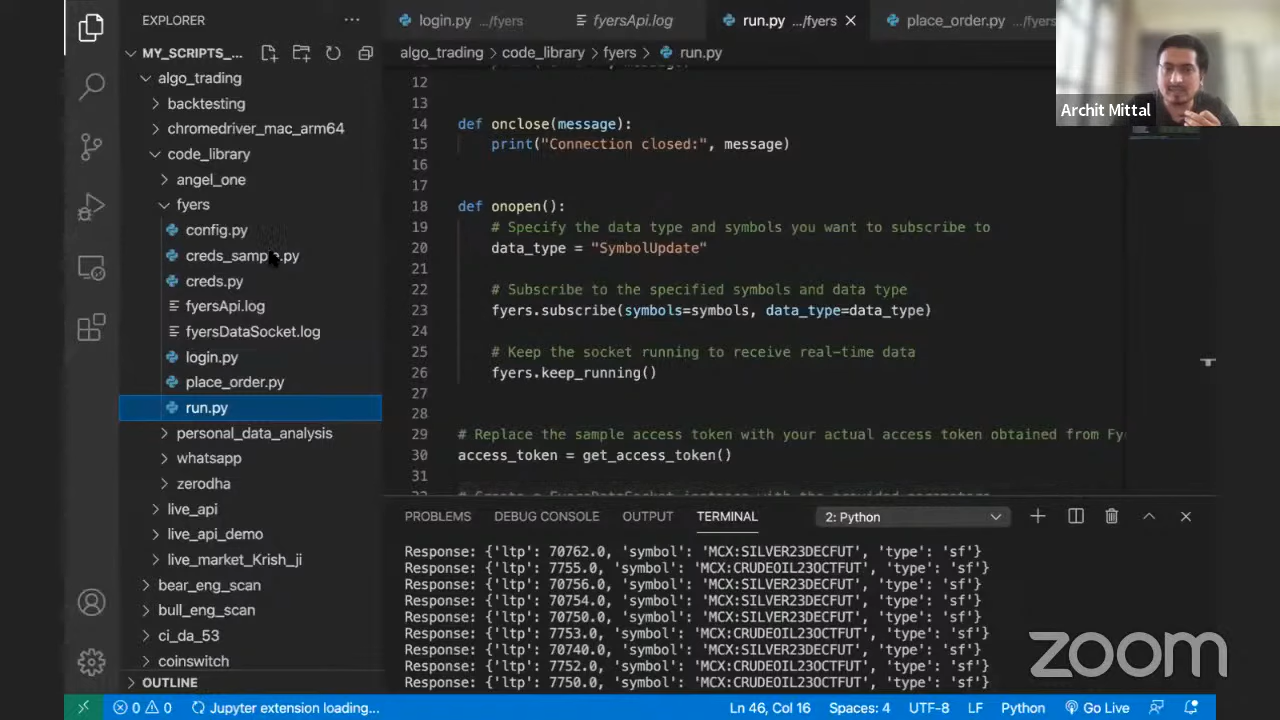 EXPLORER
MY_SCRIPTS_...
algo_trading
backtesting
chromedriver_mac_arm64
code_library
angel_one
fyers
config.py
creds_sample.py
creds.py
fyersApi.log
fyersDataSocket.log
login.py
place_order.py
run.py
personal_data_analysis
whatsapp
zerodha
live_api
live_api_demo
live_market_Krish_ji
bear_eng_scan
bull_eng_scan
ci_da_53
coinswitch
OUTLINE
login.py .../fyers
fyersApi.log
run.py .../fyers
place_order.py .../fyers
algo_trading > code_library > fyers > run.py
12
13
14 def onclose(message):
15 print("Connection closed:", message)
16
17
18 def onopen():
19 # Specify the data type and symbols you want to subscribe to
20 data_type = "SymbolUpdate"
21
22 # Subscribe to the specified symbols and data type
23 fyers.subscribe(symbols=symbols, data_type=data_type)
24
25 # Keep the socket running to receive real-time data
26 fyers.keep_running()
27
28
29 # Replace the sample access token with your actual access token obtained from Fy
30 access_token = get_access_token()
31
PROBLEMS DEBUG CONSOLE OUTPUT TERMINAL 2: Python
Response: {'ltp': 70762.0, 'symbol': 'MCX:SILVER23DECFUT', 'type': 'sf'}
Response: {'ltp': 7755.0, 'symbol': 'MCX:CRUDEOIL23OCTFUT', 'type': 'sf'}
Response: {'ltp': 70756.0, 'symbol': 'MCX:SILVER23DECFUT', 'type': 'sf'}
Response: {'ltp': 70754.0, 'symbol': 'MCX:SILVER23DECFUT', 'type': 'sf'}
Response: {'ltp': 70750.0, 'symbol': 'MCX:SILVER23DECFUT', 'type': 'sf'}
Response: {'ltp': 7753.0, 'symbol': 'MCX:CRUDEOIL23OCTFUT', 'type': 'sf'}
Response: {'ltp': 70740.0, 'symbol': 'MCX:SILVER23DECFUT', 'type': 'sf'}
Response: {'ltp': 7752.0, 'symbol': 'MCX:CRUDEOIL23OCTFUT', 'type': 'sf'}
Response: {'ltp': 7750.0, 'symbol': 'MCX:CRUDEOIL23OCTFUT', 'type': 'sf'}
Archit Mittal
zoom
0 0 Jupyter extension loading... Ln 46, Col 16 Spaces: 4 UTF-8 LF Python Go Live